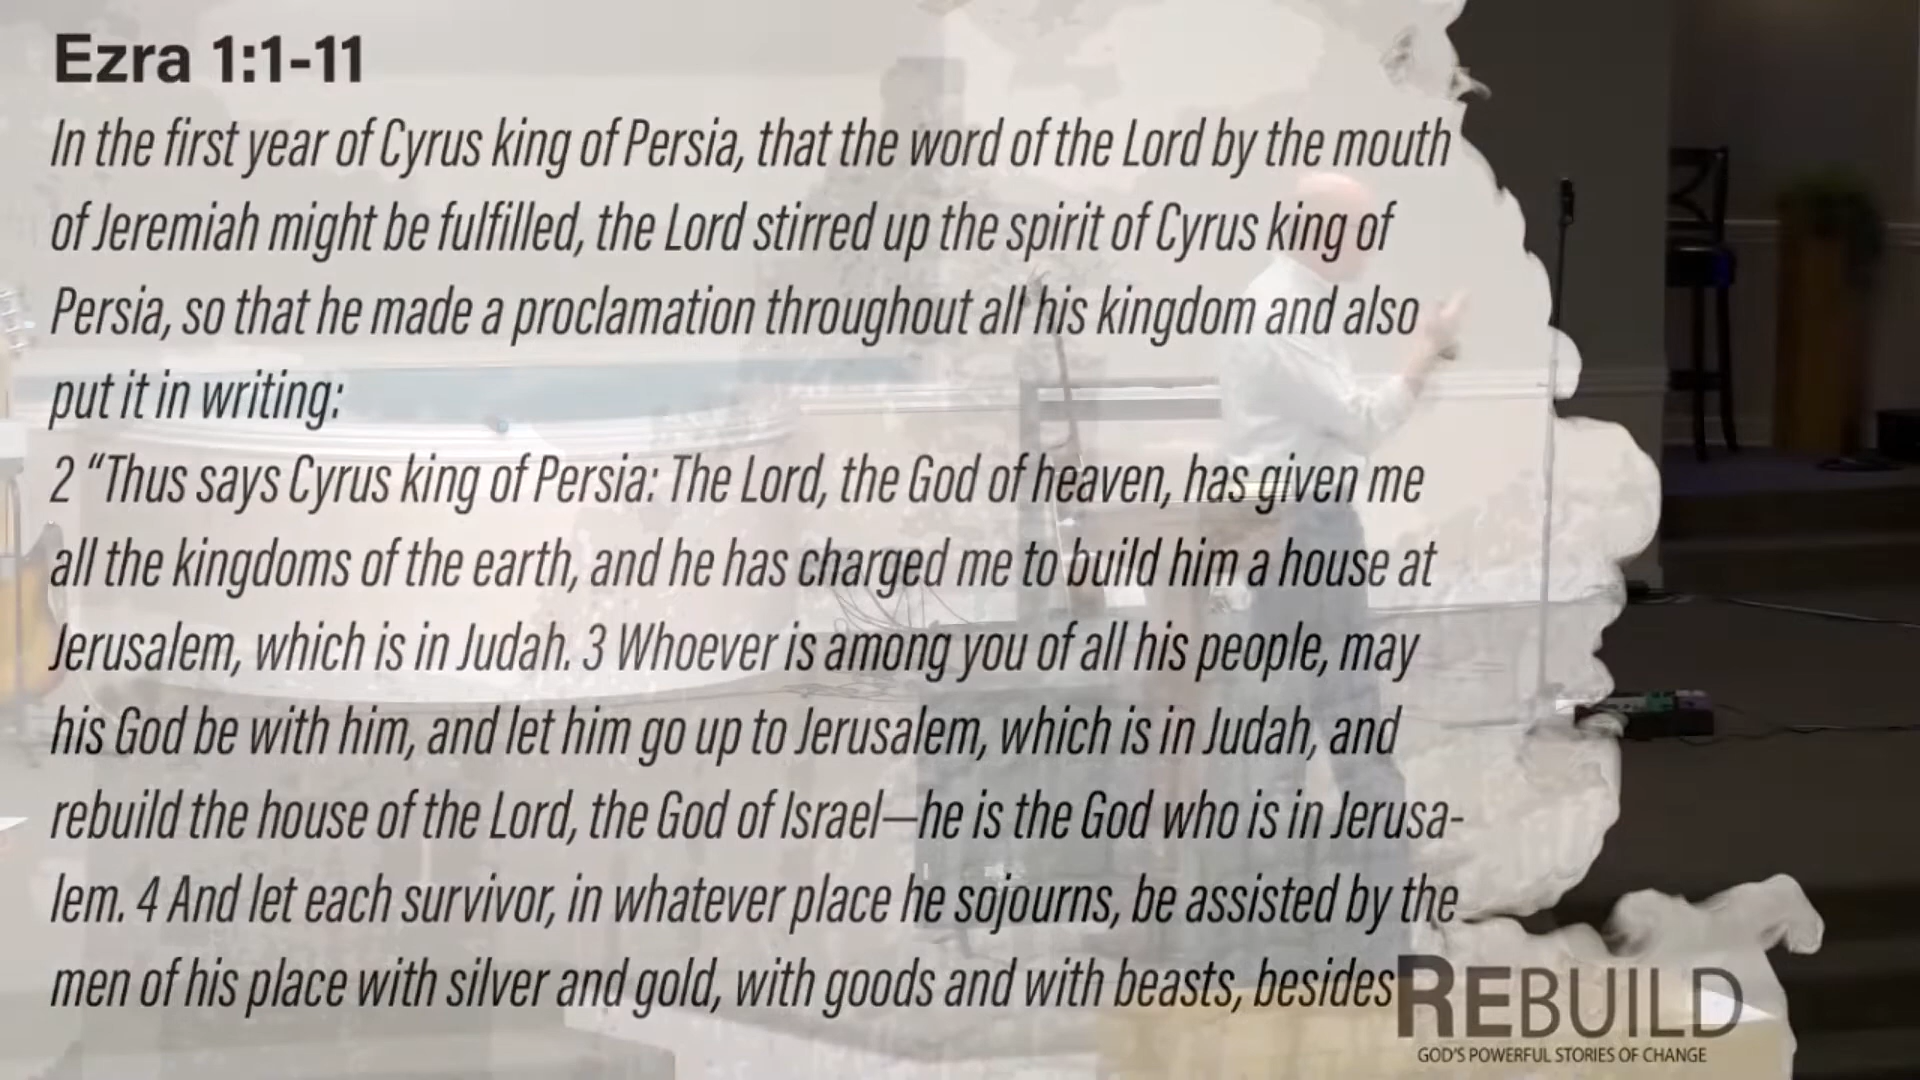 Ezra 1:1-11
In the first year of Cyrus king of Persia, that the word of the Lord by the mouth
of Jeremiah might be fulfilled, the Lord stirred up the spirit of Cyrus king of
Persia, so that he made a proclamation throughout all his kingdom and also
put it in writing:
2 “Thus says Cyrus king of Persia: The Lord, the God of heaven, has given me
all the kingdoms of the earth, and he has charged me to build him a house at
Jerusalem, which is in Judah. 3 Whoever is among you of all his people, may
his God be with him, and let him go up to Jerusalem, which is in Judah, and
rebuild the house of the Lord, the God of Israel—he is the God who is in Jerusa-
lem. 4 And let each survivor, in whatever place he sojourns, be assisted by the
men of his place with silver and gold, with goods and with beasts, besides
REBUILD
GOD'S POWERFUL STORIES OF CHANGE